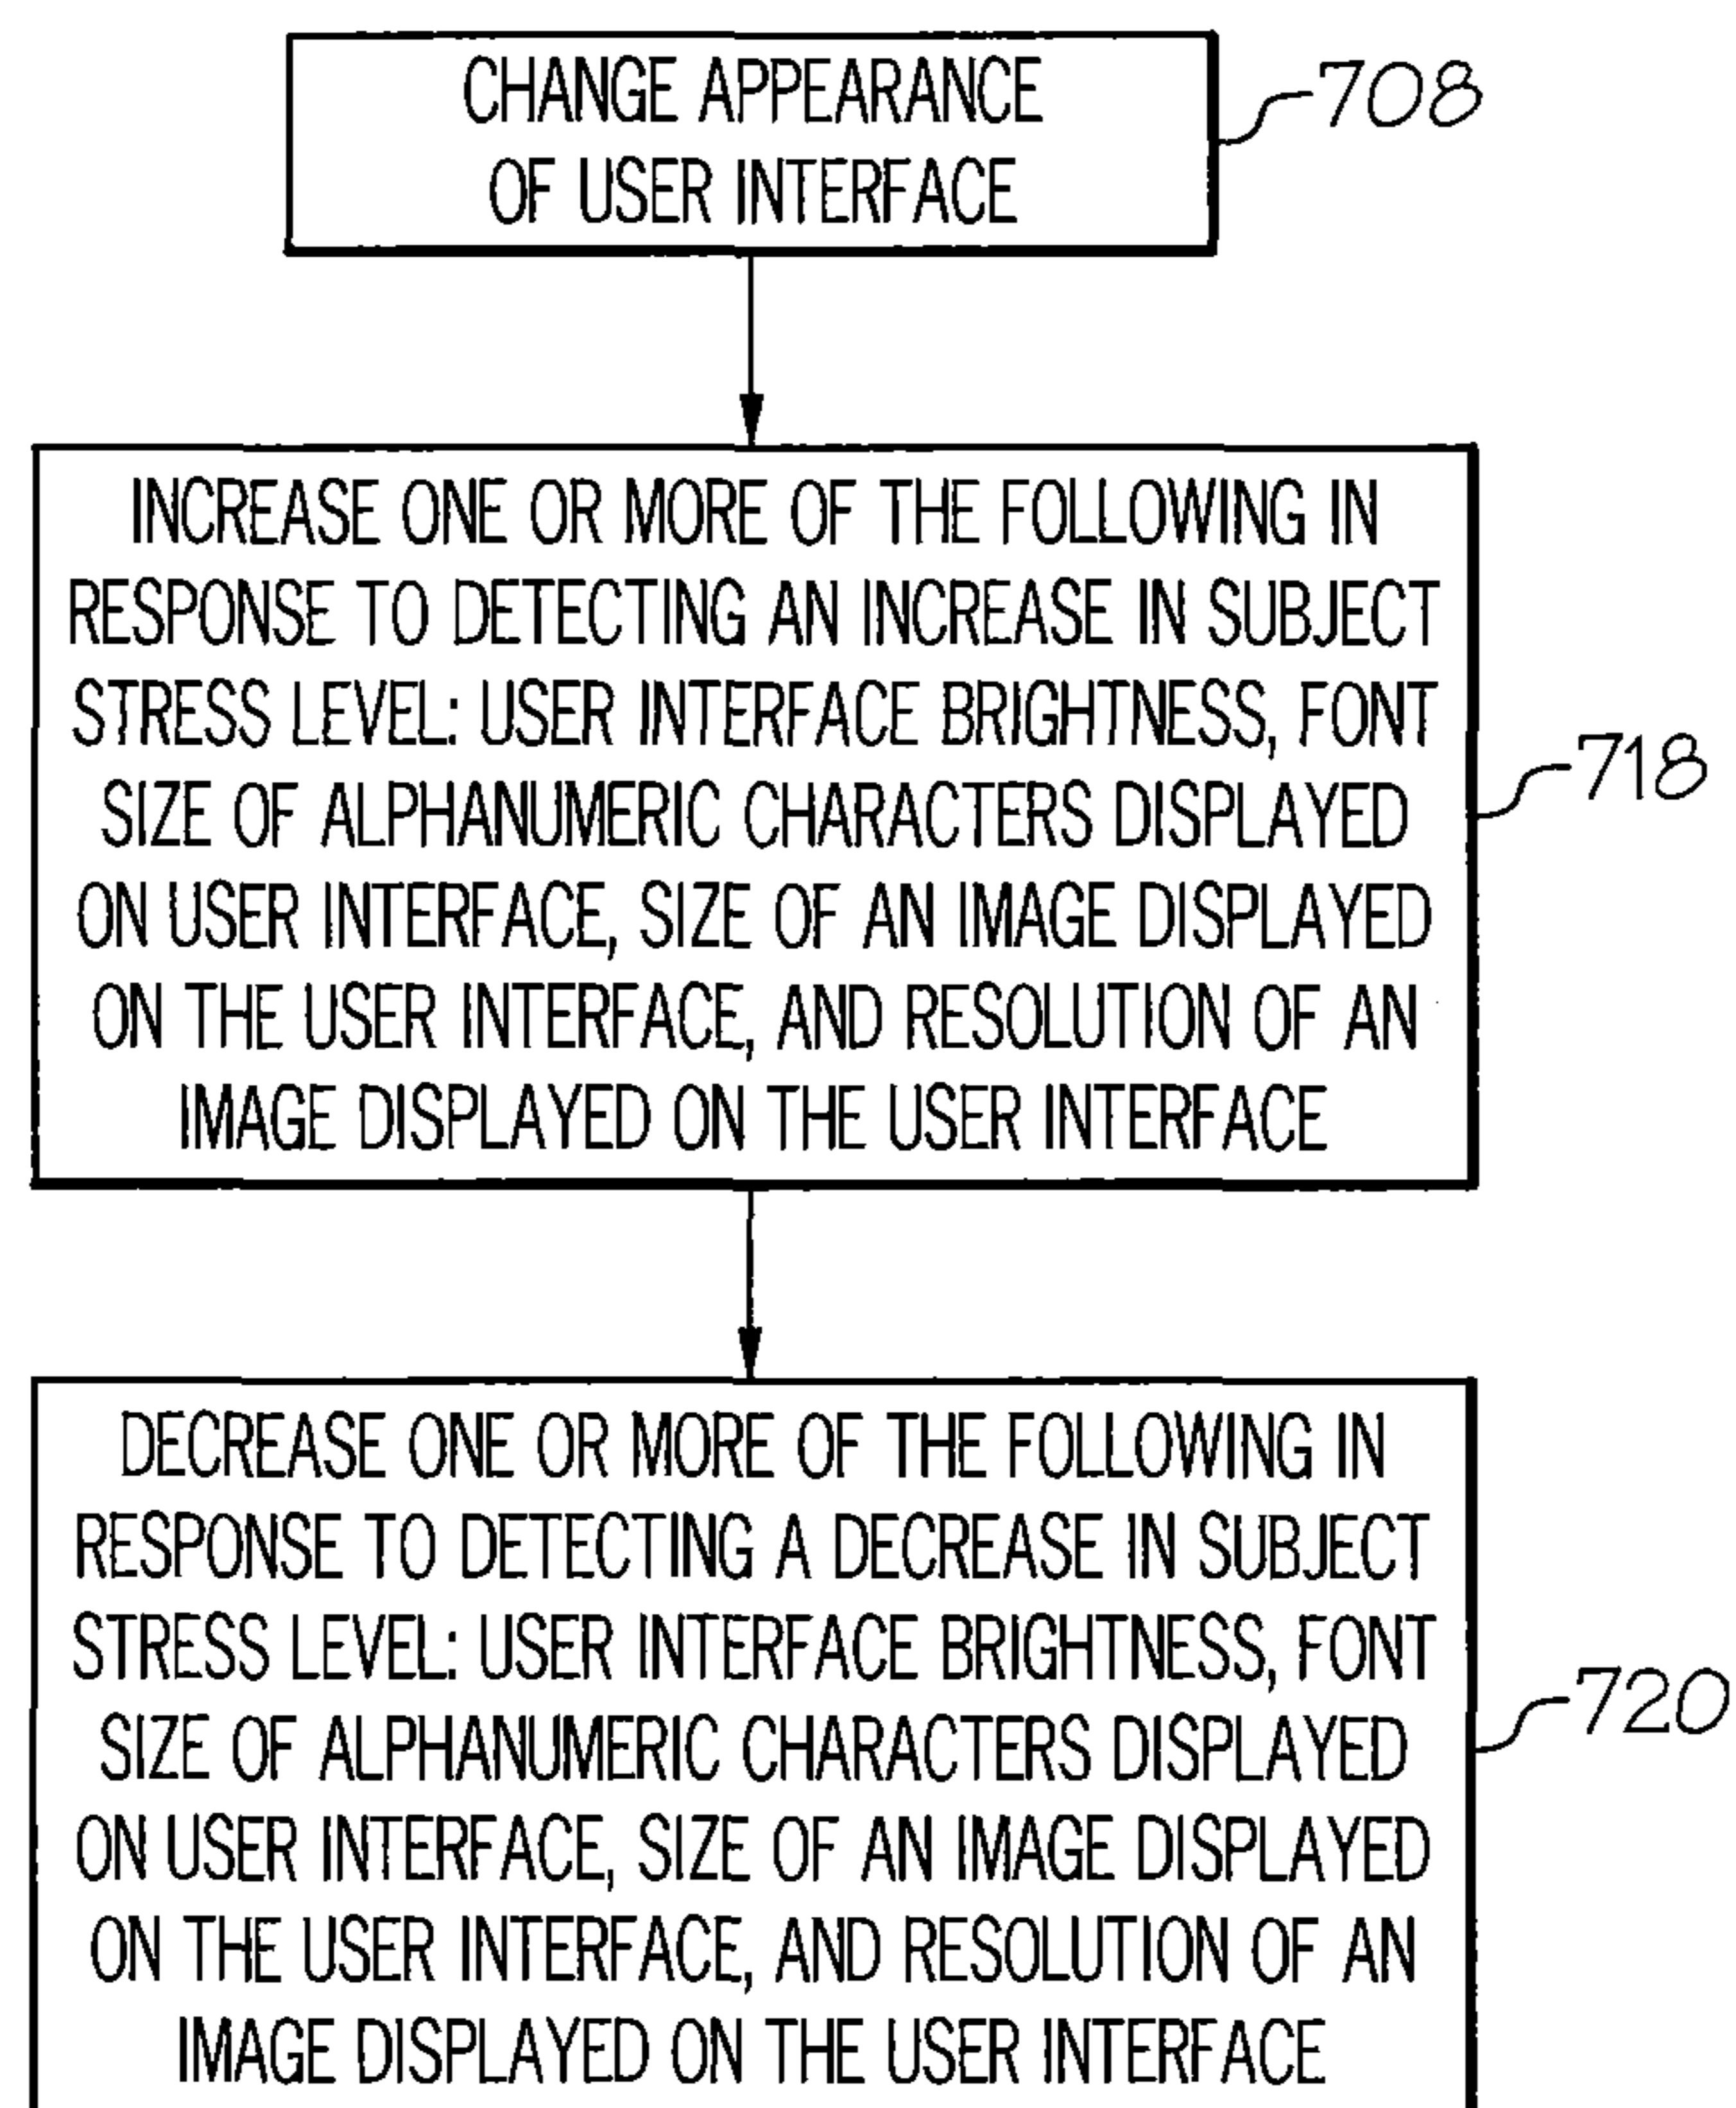 CHANGE APPEARANCE
OF USER INTERFACE
708
INCREASE ONE OR MORE OF THE FOLLOWING IN
RESPONSE TO DETECTING AN INCREASE IN SUBJECT
STRESS LEVEL: USER INTERFACE BRIGHTNESS, FONT
SIZE OF ALPHANUMERIC CHARACTERS DISPLAYED
ON USER INTERFACE, SIZE OF AN IMAGE DISPLAYED
ON THE USER INTERFACE, AND RESOLUTION OF AN
IMAGE DISPLAYED ON THE USER INTERFACE
718
DECREASE ONE OR MORE OF THE FOLLOWING IN
RESPONSE TO DETECTING A DECREASE IN SUBJECT
STRESS LEVEL: USER INTERFACE BRIGHTNESS, FONT
SIZE OF ALPHANUMERIC CHARACTERS DISPLAYED
ON USER INTERFACE, SIZE OF AN IMAGE DISPLAYED
ON THE USER INTERFACE, AND RESOLUTION OF AN
IMAGE DISPLAYED ON THE USER INTERFACE
720